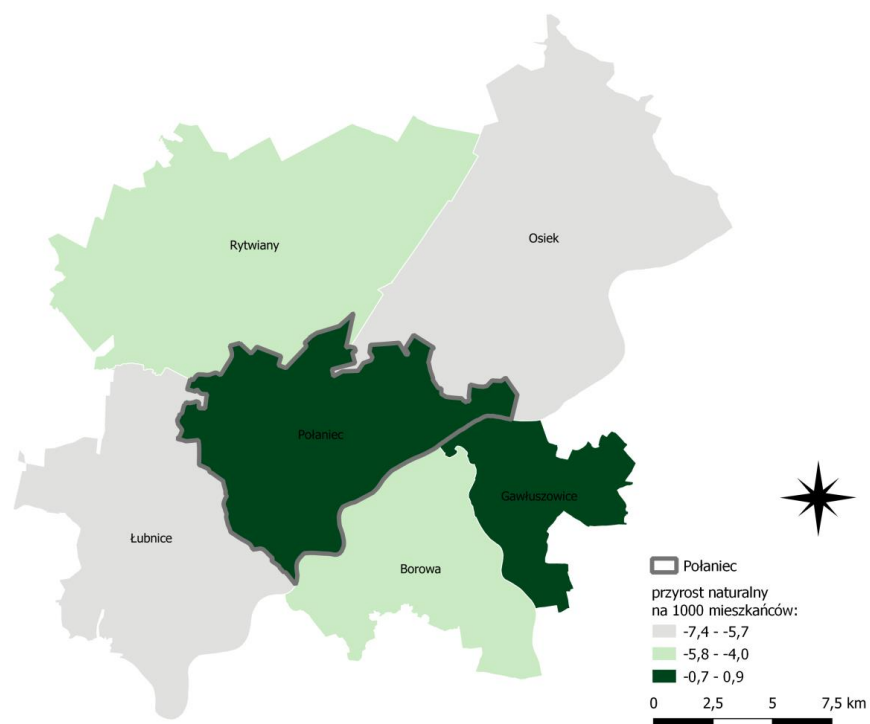 Osiek
Rytwiany
Połaniec
Gawłuszowice
Łubnice
Borowa
Połaniec
przyrost naturalny
na 1000 mieszkańców:
-7,4 - -5,7
-5,8 - -4,0
-0,7 - 0,9
0 2,5 5 7,5 km